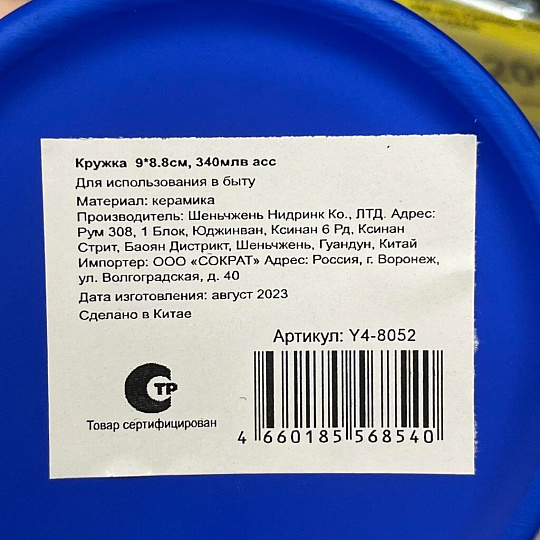 Кружка 9*8.8см, 340млв асс
Для использования в быту
Материал: керамика
Производитель: Шеньчжень Нидринк Ко., ЛТД. Адрес:
Рум 308, 1 Блок, Юджинван, Ксинан 6 Рд, Ксинан
Стрит, Баоян Дистрикт, Шеньчжень, Гуандун, Китай
Импортер: ООО «СОКРАТ» Адрес: Россия, г. Воронеж,
ул. Волгоградская, д. 40
Дата изготовления: август 2023
Сделано в Китае
Артикул: Y4-8052
ТР
Товар сертифицирован
4 660185 568540